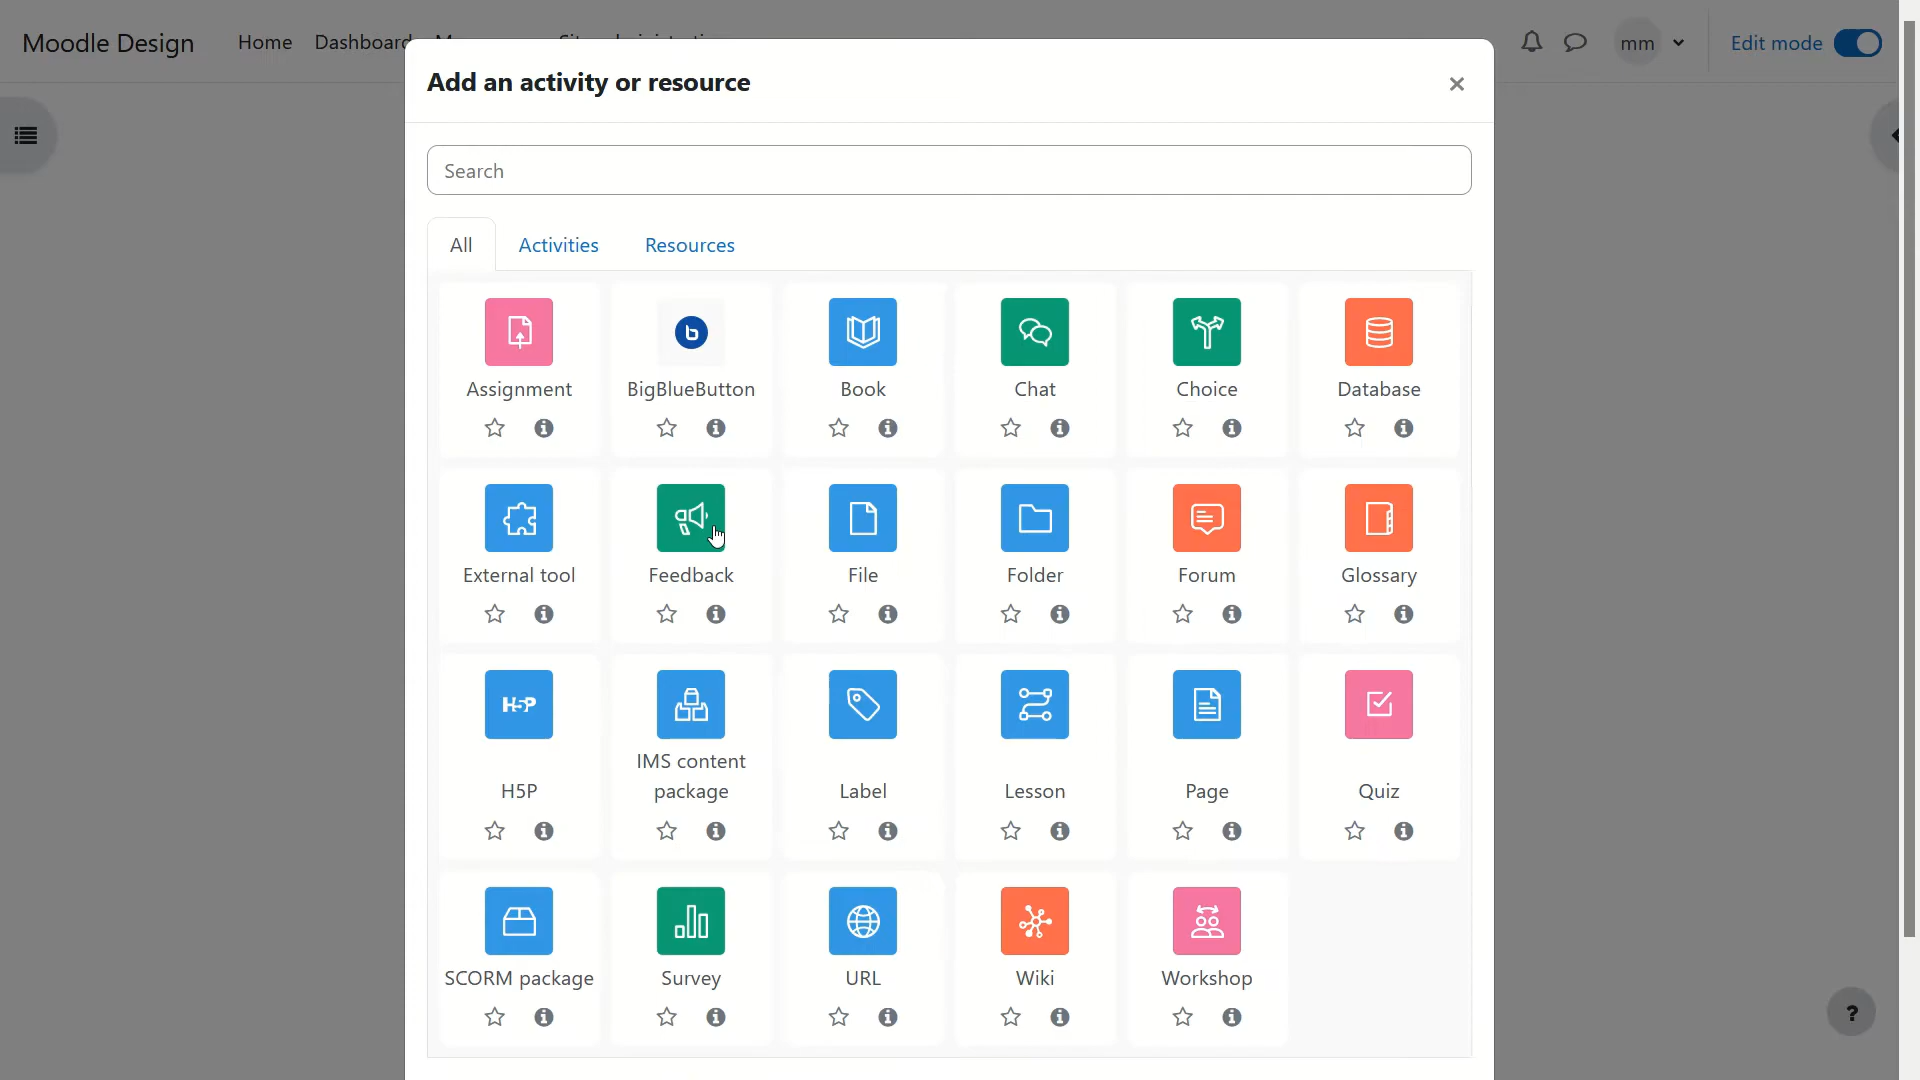 Moodle Design
Home
Dashboard
mm
Edit mode
Add an activity or resource
×
Search
All
Activities
Resources
Assignment
BigBlueButton
Book
Chat
Choice
Database
External tool
Feedback
File
Folder
Forum
Glossary
H5P
H5P
IMS content
package
Label
Lesson
Page
Quiz
SCORM package
Survey
URL
Wiki
Workshop
?